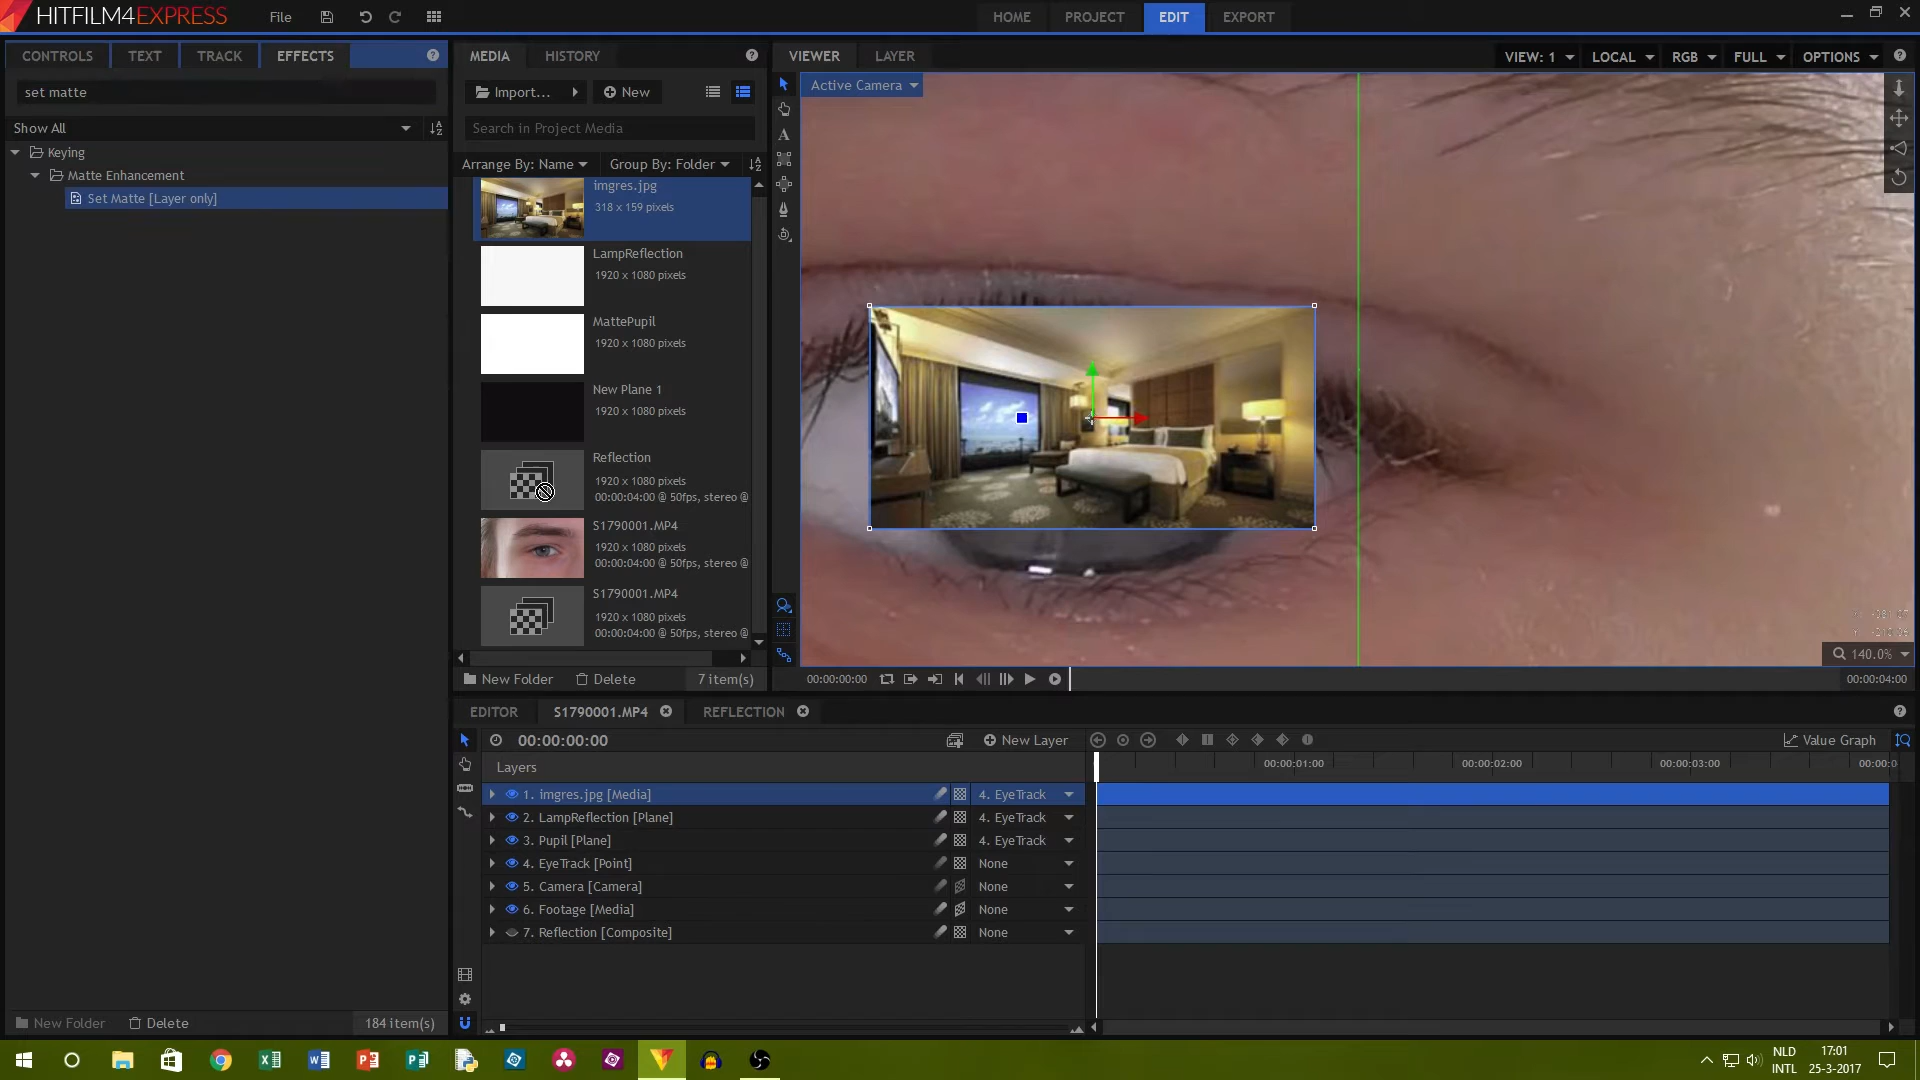 HITFILM4EXPRESS
File
HOME
PROJECT
EDIT
EXPORT
CONTROLS
TEXT
TRACK
EFFECTS
MEDIA
HISTORY
VIEWER
LAYER
VIEW: 1
LOCAL
RGB
FULL
OPTIONS
set matte
Import...
New
Active Camera
Show All
Search in Project Media
Keying
Matte Enhancement
Set Matte [Layer only]
Arrange By: Name
Group By: Folder
imgres.jpg
318 x 159 pixels
LampReflection
1920 x 1080 pixels
MattePupil
1920 x 1080 pixels
New Plane 1
1920 x 1080 pixels
Reflection
1920 x 1080 pixels
00:00:04:00 @ 50fps, stereo @
S1790001.MP4
1920 x 1080 pixels
00:00:04:00 @ 50fps, stereo @
S1790001.MP4
1920 x 1080 pixels
00:00:04:00 @ 50fps, stereo @
140.0%
New Folder
Delete
7 item(s)
00:00:00:00
00:00:04:00
EDITOR
S1790001.MP4
REFLECTION
00:00:00:00
New Layer
Value Graph
Layers
00:00:01:00
00:00:02:00
00:00:03:00
00:00:0
1. imgres.jpg [Media]
4. EyeTrack
2. LampReflection [Plane]
4. EyeTrack
3. Pupil [Plane]
4. EyeTrack
4. EyeTrack [Point]
None
5. Camera [Camera]
None
6. Footage [Media]
None
7. Reflection [Composite]
None
New Folder
Delete
184 item(s)
NLD
INTL
17:01
25-3-2017